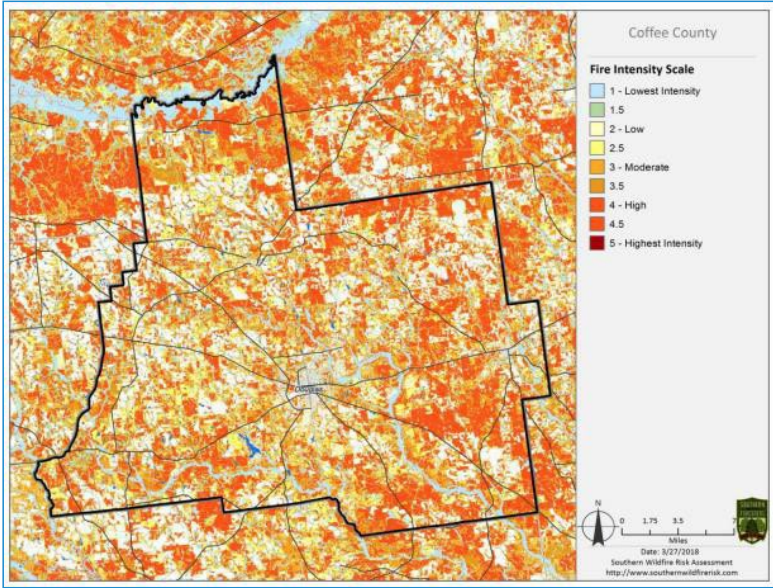 Coffee County
Fire Intensity Scale
1 - Lowest Intensity
1.5
2 - Low
2.5
3 - Moderate
3.5
4 - High
4.5
5 - Highest Intensity
Douglas
N
0 1.75 3.5 7
Miles
SOUTHERN
Date: 3/27/2018
Southern Wildfire Risk Assessment
http://www.southernwildfirerisk.com